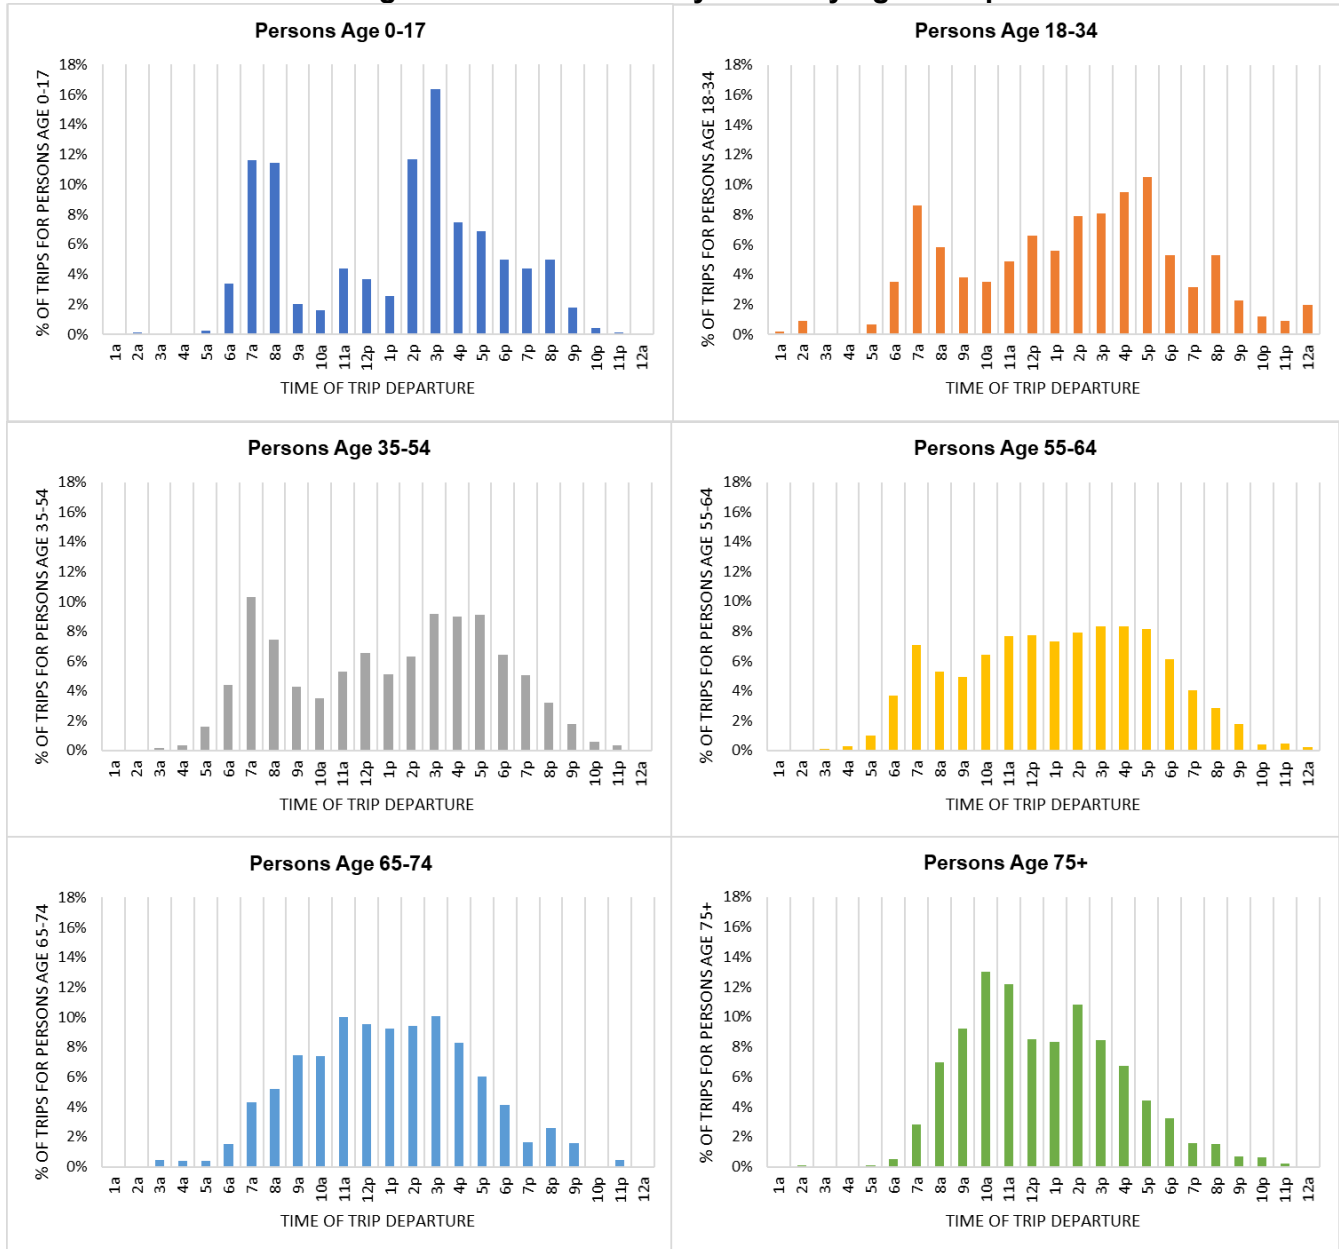 Persons Age 0-17
% OF TRIPS FOR PERSONS AGE 0-17
18%
16%
14%
12%
10%
8%
6%
4%
2%
0%
1a 2a 3a 4a 5a 6a 7a 8a 9a 10a 11a 12p 1p 2p 3p 4p 5p 6p 7p 8p 9p 10p 11p 12a
TIME OF TRIP DEPARTURE
Persons Age 18-34
% OF TRIPS FOR PERSONS AGE 18-34
18%
16%
14%
12%
10%
8%
6%
4%
2%
0%
1a 2a 3a 4a 5a 6a 7a 8a 9a 10a 11a 12p 1p 2p 3p 4p 5p 6p 7p 8p 9p 10p 11p 12a
TIME OF TRIP DEPARTURE
Persons Age 35-54
% OF TRIPS FOR PERSONS AGE 35-54
18%
16%
14%
12%
10%
8%
6%
4%
2%
0%
1a 2a 3a 4a 5a 6a 7a 8a 9a 10a 11a 12p 1p 2p 3p 4p 5p 6p 7p 8p 9p 10p 11p 12a
TIME OF TRIP DEPARTURE
Persons Age 55-64
% OF TRIPS FOR PERSONS AGE 55-64
18%
16%
14%
12%
10%
8%
6%
4%
2%
0%
1a 2a 3a 4a 5a 6a 7a 8a 9a 10a 11a 12p 1p 2p 3p 4p 5p 6p 7p 8p 9p 10p 11p 12a
TIME OF TRIP DEPARTURE
Persons Age 65-74
% OF TRIPS FOR PERSONS AGE 65-74
18%
16%
14%
12%
10%
8%
6%
4%
2%
0%
1a 2a 3a 4a 5a 6a 7a 8a 9a 10a 11a 12p 1p 2p 3p 4p 5p 6p 7p 8p 9p 10p 11p 12a
TIME OF TRIP DEPARTURE
Persons Age 75+
% OF TRIPS FOR PERSONS AGE 75+
18%
16%
14%
12%
10%
8%
6%
4%
2%
0%
1a 2a 3a 4a 5a 6a 7a 8a 9a 10a 11a 12p 1p 2p 3p 4p 5p 6p 7p 8p 9p 10p 11p 12a
TIME OF TRIP DEPARTURE